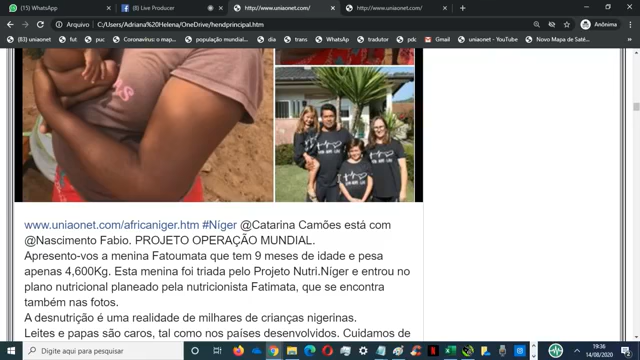 (15) WhatsApp
(8) Live Producer
http://www.uniaonet.com/
http://www.uniaonet.com/
Arquivo
C:/Users/Adriana%20Helena/OneDrive/hendprincipal.htm
Anônima
(83) uniaonet
fut
puc
Coronavírus: o map...
população mundial...
trans
WhatsAp
tradutor
pdc
Gmail
uniaonet - YouTube
Novo Mapa de Saté...
www.uniaonet.com/africaniger.htm #Níger @Catarina Camões está com
@Nascimento Fabio. PROJETO OPERAÇÃO MUNDIAL.
Apresento-vos a menina Fatoumata que tem 9 meses de idade e pesa
apenas 4,600Kg. Esta menina foi triada pelo Projeto Nutri.Níger e entrou no
plano nutricional planeado pela nutricionista Fatimata, que se encontra
também nas fotos.
A desnutrição é uma realidade de milhares de crianças nigerinas.
Leites e papas são caros, tal como nos países desenvolvidos. Cuidamos de
Digite aqui para pesquisar
19:36
14/08/2020